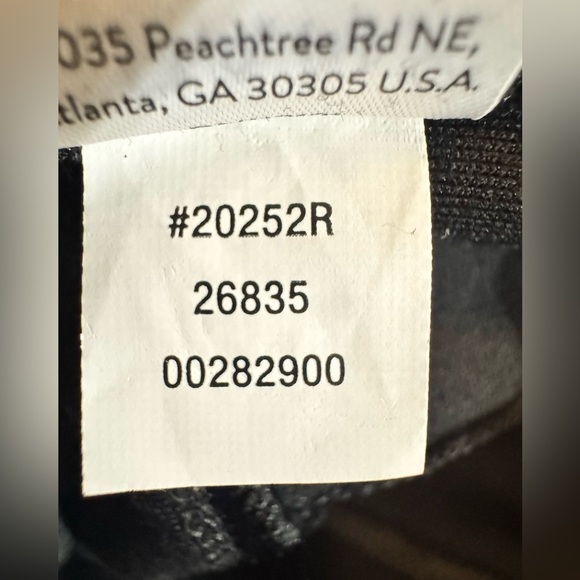 035 Peachtree Rd NE,
tlanta, GA 30305 U.S.A.
#20252R
26835
00282900